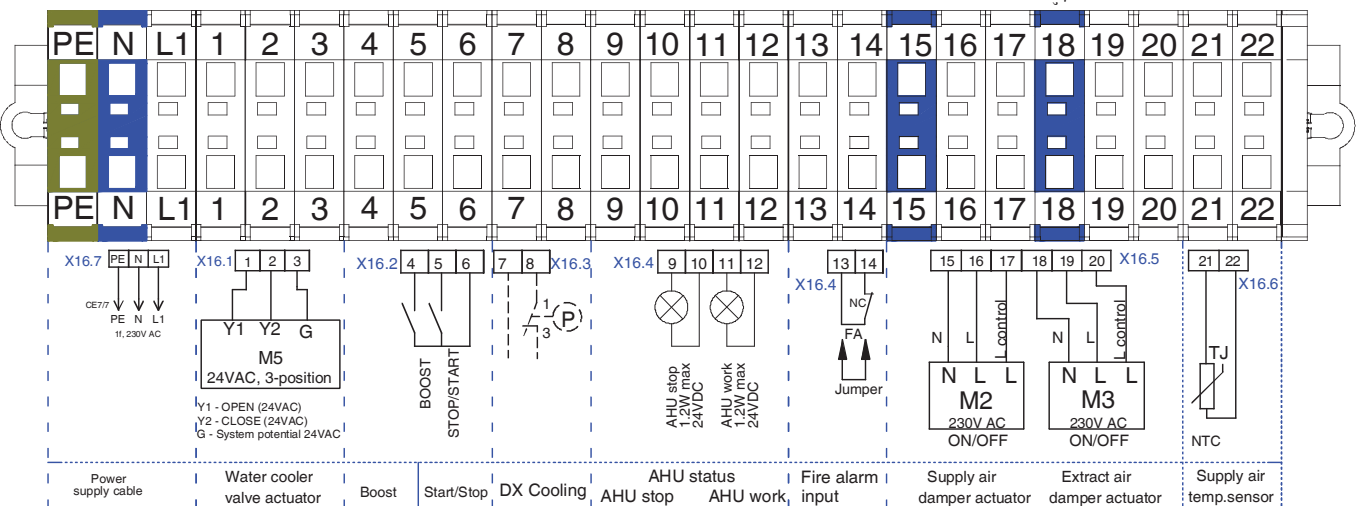 PE N L1 1 2 3 4 5 6 7 8 9 10 11 12 13 14 15 16 17 18 19 20 21 22
PE N L1 1 2 3 4 5 6 7 8 9 10 11 12 13 14 15 16 17 18 19 20 21 22
X16.7 PE N L1
CE7/7
PE N L1
1f, 230V AC
X16.1 1 2 3
Y1 Y2 G
M5
24VAC, 3-position
Y1 - OPEN (24VAC)
Y2 - CLOSE (24VAC)
G - System potential 24VAC
X16.2 4 5 6
BOOST
STOP/START
7 8 X16.3
1
P
3
X16.4 9 10 11 12
AHU stop
1.2W max
24VDC
AHU work
1.2W max
24VDC
13 14
X16.4
NC
FA
Jumper
15 16 17 18 19 20 X16.5
N L L control
N L L
M2
230V AC
ON/OFF
N L L control
N L L
M3
230V AC
ON/OFF
21 22
X16.6
TJ
NTC
Power
supply cable
Water cooler
valve actuator
Boost
Start/Stop
DX Cooling
AHU status
AHU stop AHU work
Fire alarm
input
Supply air
damper actuator
Extract air
damper actuator
Supply air
temp.sensor